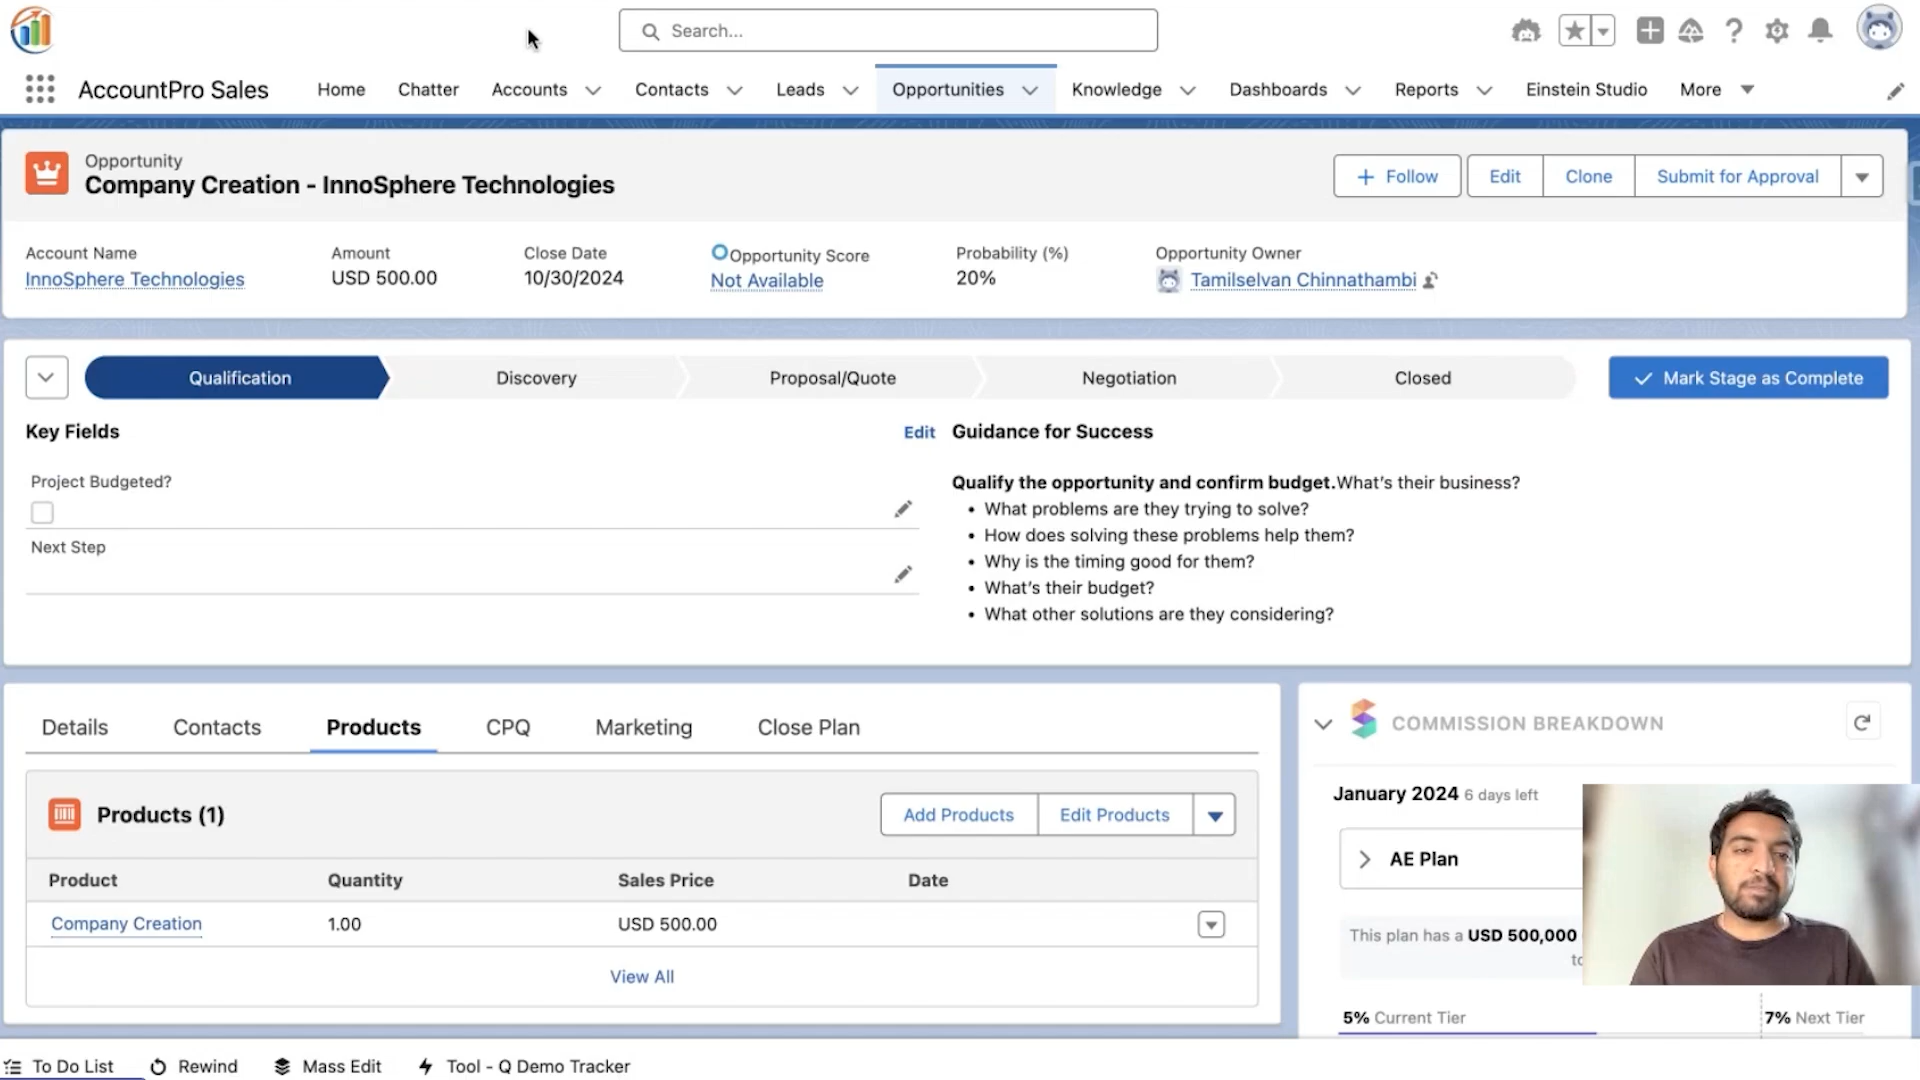 Search...
AccountPro Sales
Home
Chatter
Accounts
Contacts
Leads
Opportunities
Knowledge
Dashboards
Reports
Einstein Studio
More
Opportunity
Company Creation - InnoSphere Technologies
Follow
Edit
Clone
Submit for Approval
Account Name
Amount
Close Date
Opportunity Score
Probability (%)
Opportunity Owner
InnoSphere Technologies
USD 500.00
10/30/2024
Not Available
20%
Tamilselvan Chinnathambi
Qualification
Discovery
Proposal/Quote
Negotiation
Closed
Mark Stage as Complete
Key Fields
Edit
Project Budgeted?
Next Step
Guidance for Success
Qualify the opportunity and confirm budget.What's their business?
• What problems are they trying to solve?
• How does solving these problems help them?
• Why is the timing good for them?
• What's their budget?
• What other solutions are they considering?
Details
Contacts
Products
CPQ
Marketing
Close Plan
Products (1)
Add Products
Edit Products
Product
Quantity
Sales Price
Date
Company Creation
1.00
USD 500.00
View All
COMMISSION BREAKDOWN
January 2024 6 days left
AE Plan
This plan has a USD 500,000
5% Current Tier
7% Next Tier
To Do List
Rewind
Mass Edit
Tool - Q Demo Tracker